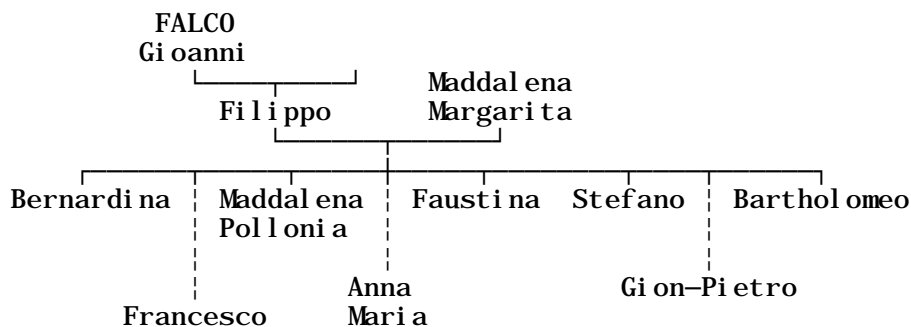 FALCO
Gioanni
Maddalena
Filippo Margarita
Bernardina Maddalena Faustina Stefano Bartholomeo
Pollonia
Anna Gion—Pietro
Francesco Maria